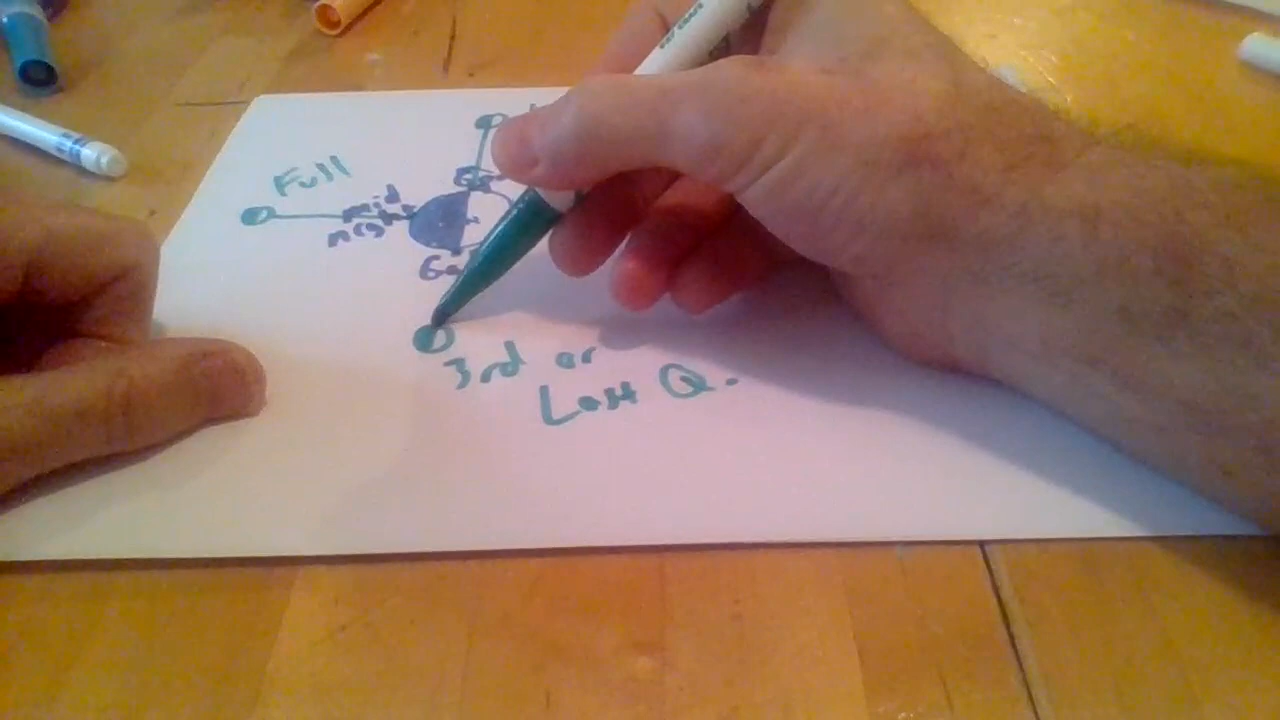 Full
mid
night
3rd or
Last Q.